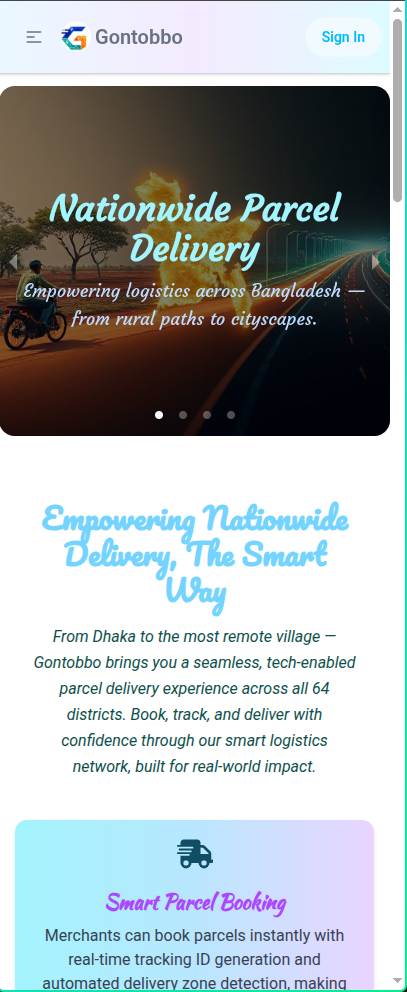 Gontobbo
Sign In
Nationwide Parcel
Delivery
Empowering logistics across Bangladesh —
from rural paths to cityscapes.
Empowering Nationwide
Delivery, The Smart
Way
From Dhaka to the most remote village —
Gontobbo brings you a seamless, tech-enabled
parcel delivery experience across all 64
districts. Book, track, and deliver with
confidence through our smart logistics
network, built for real-world impact.
Smart Parcel Booking
Merchants can book parcels instantly with
real-time tracking ID generation and
automated delivery zone detection, making